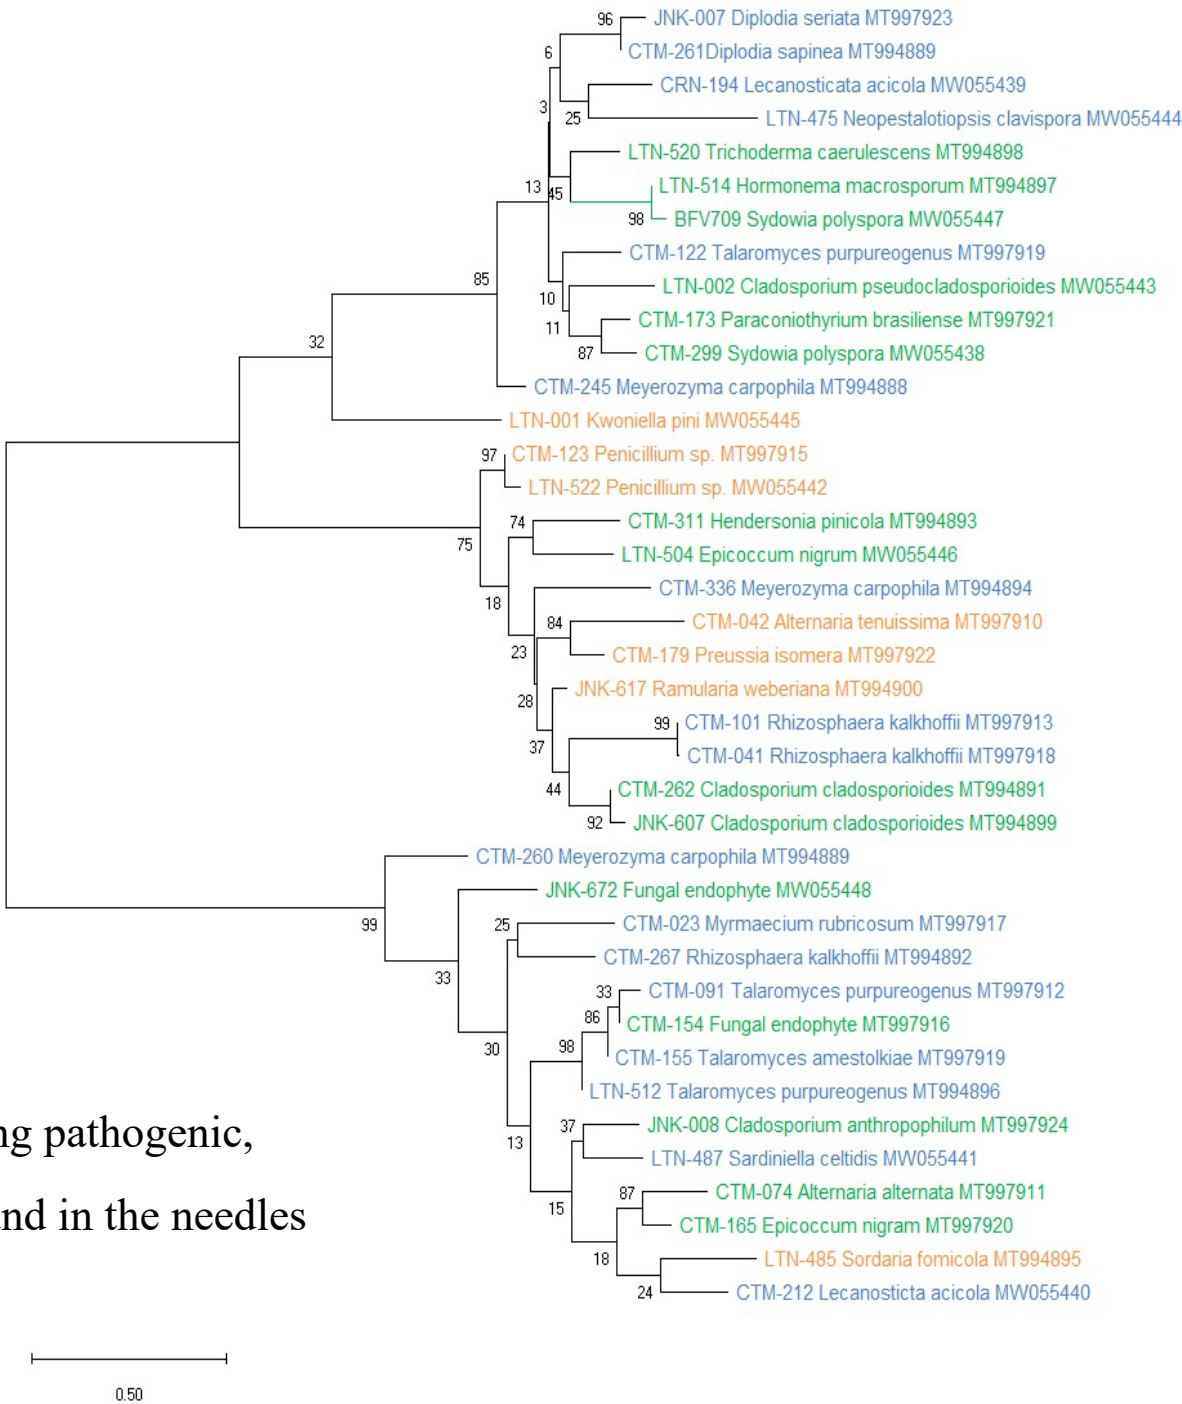 96
JNK-007 Diplodia seriata MT997923
6
CTM-261Diplodia sapinea MT994889
CRN-194 Lecanosticata acicola MW055439
3
25
LTN-475 Neopestalotiopsis clavispora MW055444
LTN-520 Trichoderma caerulescens MT994898
13
45
LTN-514 Hormonema macrosporum MT994897
98
BFV709 Sydowia polyspora MW055447
CTM-122 Talaromyces purpureogenus MT997919
85
10
LTN-002 Cladosporium pseudocladosporioides MW055443
11
CTM-173 Paraconiothyrium brasiliense MT997921
32
87
CTM-299 Sydowia polyspora MW055438
CTM-245 Meyerozyma carpophila MT994888
LTN-001 Kwoniella pini MW055445
97
CTM-123 Penicillium sp. MT997915
LTN-522 Penicillium sp. MW055442
74
CTM-311 Hendersonia pinicola MT994893
75
LTN-504 Epicoccum nigrum MW055446
18
CTM-336 Meyerozyma carpophila MT994894
84
CTM-042 Alternaria tenuissima MT997910
23
CTM-179 Preussia isomera MT997922
28
JNK-617 Ramularia weberiana MT994900
99
CTM-101 Rhizosphaera kalkhoffii MT997913
37
CTM-041 Rhizosphaera kalkhoffii MT997918
44
CTM-262 Cladosporium cladosporioides MT994891
92
JNK-607 Cladosporium cladosporioides MT994899
CTM-260 Meyerozyma carpophila MT994889
99
JNK-672 Fungal endophyte MW055448
25
CTM-023 Myrmaecium rubricosum MT997917
33
CTM-267 Rhizosphaera kalkhoffii MT994892
33
CTM-091 Talaromyces purpureogenus MT997912
86
CTM-154 Fungal endophyte MT997916
30
98
CTM-155 Talaromyces amestolkiae MT997919
LTN-512 Talaromyces purpureogenus MT994896
13
37
JNK-008 Cladosporium anthropophilum MT997924
LTN-487 Sardiniella celtidis MW055441
15
87
CTM-074 Alternaria alternata MT997911
CTM-165 Epicoccum nigram MT997920
18
LTN-485 Sordaria fomicola MT994895
24
CTM-212 Lecanosticta acicola MW055440
ng pathogenic,
nd in the needles
0.50